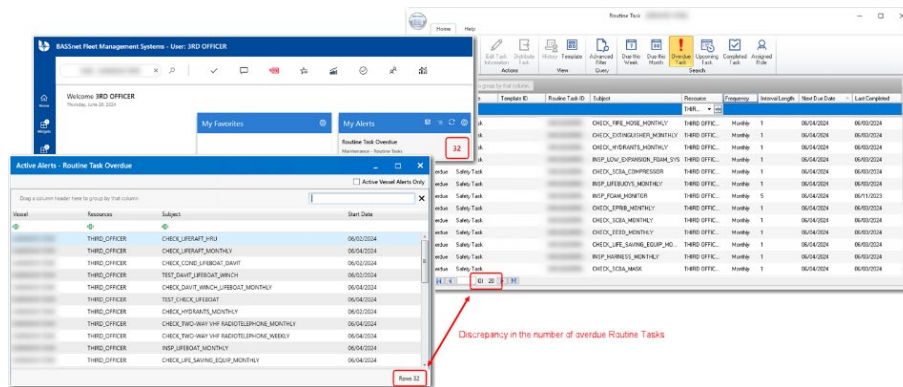 BASSnet Fleet Management Systems - User: 3RD OFFICER
Welcome 3RD OFFICER
Thursday, June 20 2024
Home
Widgets
My Favorites
My Alerts
Routine Task Overdue
Maintenance - Routine Tasks
32
Active Alerts - Routine Task Overdue
Active Vessel Alerts Only
Drag a column header here to group by that column
Vessel Resources Subject Start Date
THIRD_OFFICER CHECK_LIFERAFT_HRU 06/02/2024
THIRD_OFFICER CHECK_LIFERAFT_MONTHLY 06/04/2024
THIRD_OFFICER CHECK_COND_LIFEBOAT_DAVIT 06/02/2024
THIRD_OFFICER TEST_DAVIT_LIFEBOAT_WINCH 06/02/2024
THIRD_OFFICER CHECK_DAVIT_WINCH_LIFEBOAT_MONTHLY 06/04/2024
THIRD_OFFICER TEST_CHECK_LIFEBOAT 06/04/2024
THIRD_OFFICER CHECK_HYDRANTS_MONTHLY 06/04/2024
THIRD_OFFICER CHECK_TWO-WAY VHF RADIOTELEPHONE_MONTHLY 06/04/2024
THIRD_OFFICER CHECK_TWO-WAY VHF RADIOTELEPHONE_WEEKLY 06/04/2024
THIRD_OFFICER INSP_LIFEBOAT_MONTHLY 06/04/2024
THIRD_OFFICER CHECK_LIFE_SAVING_EQUIP_MONTHLY 06/04/2024
Rows 32
Routine Task
Home Help
Edit Task Information Distribute Task History Template Advanced Filter Due this Week Due this Month Overdue Task Upcoming Task Completed Task Assigned Role
Actions View Query Search
group by that column
Template ID Routine Task ID Subject Resource Frequency Interval/Length Next Due Date Last Completed
THIR...
CHECK_FIRE_HOSE_MONTHLY THIRD OFFIC... Monthly 1 06/04/2024 06/03/2024
CHECK_EXTINGUISHER_MONTHLY THIRD OFFIC... Monthly 1 06/04/2024 06/03/2024
CHECK_HYDRANTS_MONTHLY THIRD OFFIC... Monthly 1 06/04/2024 06/03/2024
INSP_LOW_EXPANSION_FOAM_SYS THIRD OFFIC... Monthly 1 06/04/2024 06/03/2024
Safety Task CHECK_SCBA_COMPRESSOR THIRD OFFIC... Monthly 1 06/04/2024 06/03/2024
Safety Task INSP_LIFEBUOYS_MONTHLY THIRD OFFIC... Monthly 1 06/04/2024 06/03/2024
Safety Task INSP_FOAM_MONITOR THIRD OFFIC... Monthly 06/04/2024 06/11/2023
Safety Task CHECK_EPIRB_MONTHLY THIRD OFFIC... Monthly 1 06/04/2024 06/03/2024
Safety Task CHECK_SCBA_MONTHLY THIRD OFFIC... Monthly 1 06/04/2024 06/03/2024
Safety Task CHECK_EEBD_MONTHLY THIRD OFFIC... Monthly 1 06/04/2024 06/03/2024
Safety Task CHECK_LIFE_SAVING_EQUIP_MO... THIRD OFFIC... Monthly 1 06/04/2024 06/03/2024
Safety Task INSP_HARNESS_MONTHLY THIRD OFFIC... Monthly 1 06/04/2024 06/03/2024
Safety Task CHECK_SCBA_MASK THIRD OFFIC... Monthly 1 06/04/2024 06/03/2024
20
Discrepancy in the number of overdue Routine Tasks